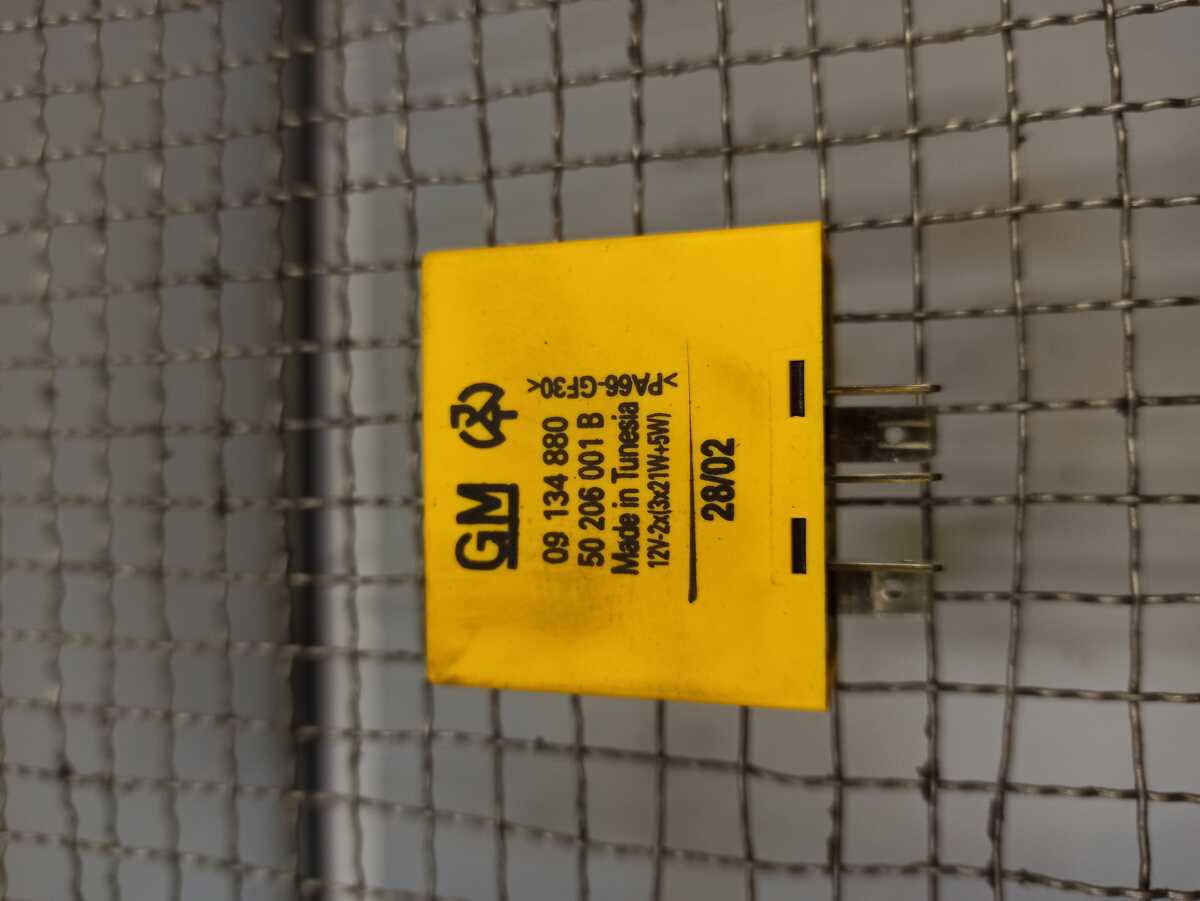 GM
09 134 880
50 206 001 B
Made in Tunesia
12V-2x(3x21W+5W)
>PA66-GF30<
28/02